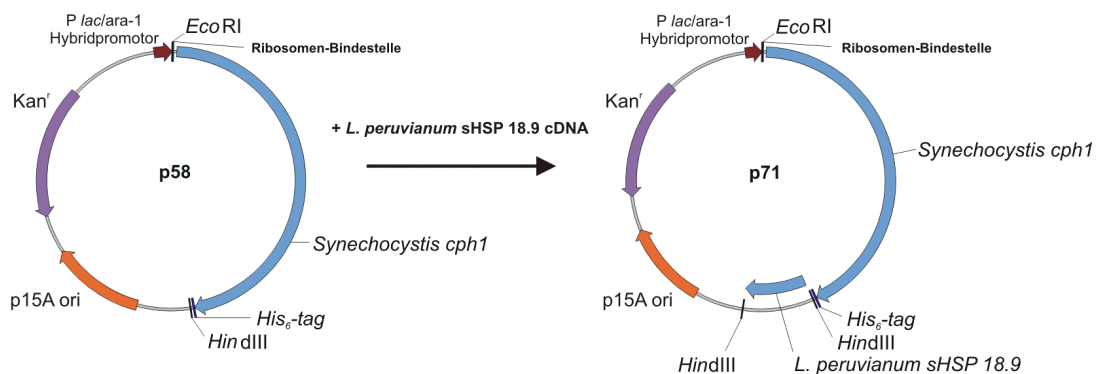 P lac/ara-1
Hybridpromotor
EcoRI
Ribosomen-Bindestelle
Kanʳ
p58
Synechocystis cph1
p15A ori
His₆-tag
HindIII
+ L. peruvianum sHSP 18.9 cDNA
P lac/ara-1
Hybridpromotor
EcoRI
Ribosomen-Bindestelle
Kanʳ
p71
Synechocystis cph1
p15A ori
His₆-tag
HindIII
HindIII
L. peruvianum sHSP 18.9